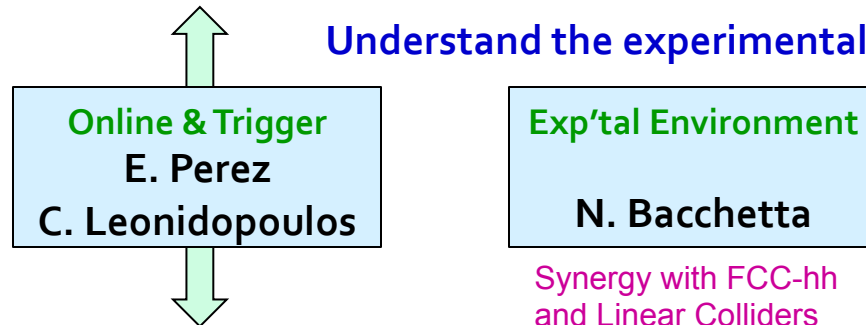 Understand the experimental
Online & Trigger
E. Perez
C. Leonidopoulos
Exp'tal Environment
N. Bacchetta
Synergy with FCC-hh
and Linear Colliders